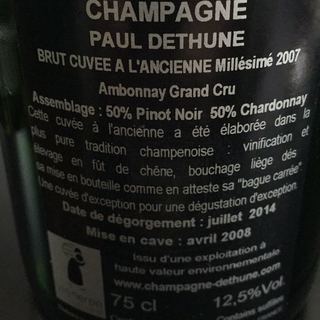 CHAMPAGNE
PAUL DETHUNE
BRUT CUVEE A L'ANCIENNE Millésimé 2007
Ambonnay Grand Cru
Assemblage : 50% Pinot Noir 50% Chardonnay
Cette cuvée à l'ancienne a été élaborée dans la
plus pure tradition champenoise : vinification et
élevage en fût de chêne, bouchage liège dés
sa mise en bouteille comme en atteste sa "bague carrée"
Une cuvée d'exception pour une dégustation d'exception.
Date de dégorgement : juillet 2014
Mise en cave : avril 2008
Issu d'une exploitation à
haute valeur environnementale
www.champagne-dethune.com
75 cl
12,5%Vol.
Contains sulfites